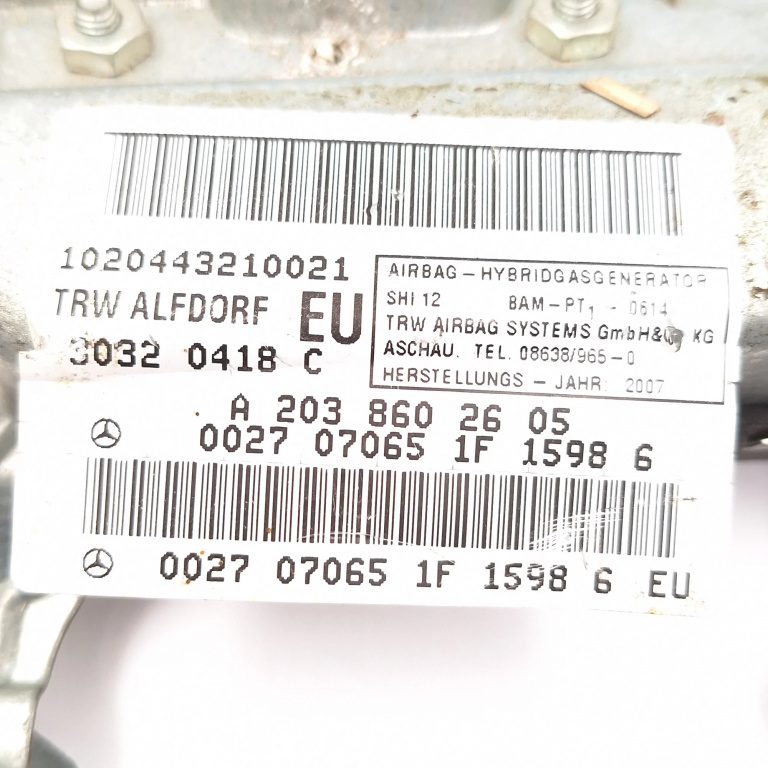 1020443210021
TRW ALFDORF EU
30320418 C
AIRBAG – HYBRIDGASGENERATOR
SHI 12 BAM-PT₁ - 0614
TRW AIRBAG SYSTEMS GmbH& KG
ASCHAU. TEL. 08638/965-0
HERSTELLUNGS – JAHR: 2007
A 203 860 26 05
0027 07065 1F 1598 6
0027 07065 1F 1598 6 EU